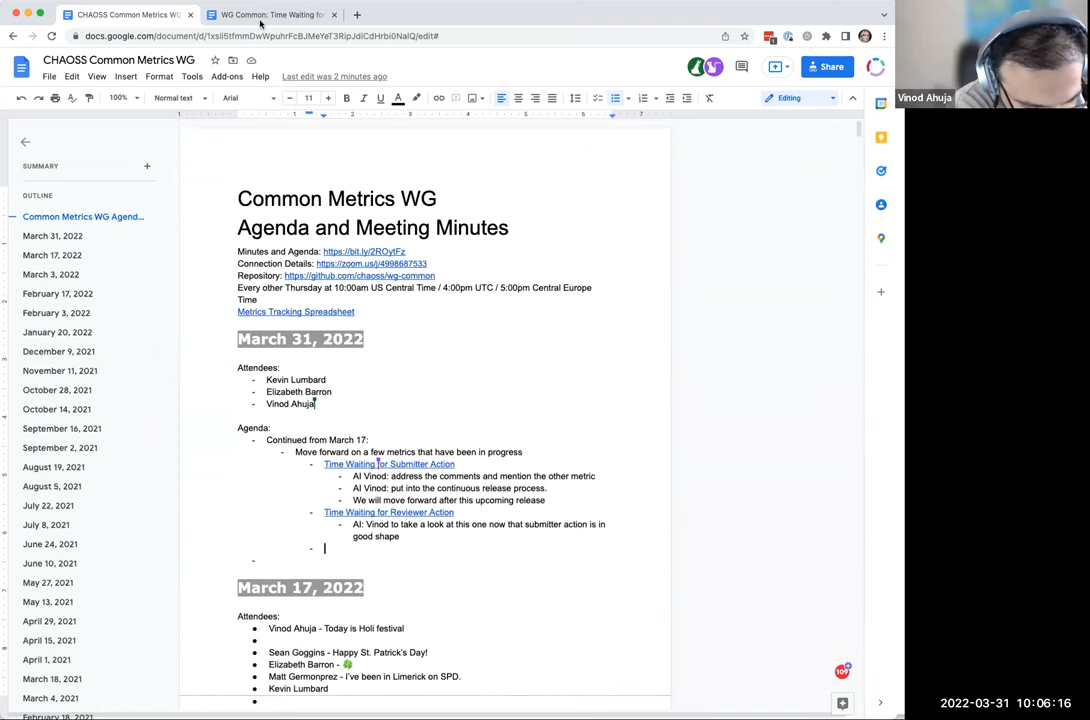 CHAOSS Common Metrics WG
WG Common: Time Waiting for
docs.google.com/document/d/1xsiI5tfmmDwWpuhrFcBJMeYeT3RipJdiCdHrbi0NalQ/edit#
Vinod Ahuja
CHAOSS Common Metrics WG
File Edit View Insert Format Tools Add-ons Help Last edit was 2 minutes ago
Share
100% Normal text Arial 11 Editing
1 1 2 3 4 5 6 7
SUMMARY
OUTLINE
Common Metrics WG Agend...
March 31, 2022
March 17, 2022
March 3, 2022
February 17, 2022
February 3, 2022
January 20, 2022
December 9, 2021
November 11, 2021
October 28, 2021
October 14, 2021
September 16, 2021
September 2, 2021
August 19, 2021
August 5, 2021
July 22, 2021
July 8, 2021
June 24, 2021
June 10, 2021
May 27, 2021
May 13, 2021
April 29, 2021
April 15, 2021
April 1, 2021
March 18, 2021
March 4, 2021
February 18, 2021
Common Metrics WG
Agenda and Meeting Minutes
Minutes and Agenda: https://bit.ly/2ROytFz
Connection Details: https://zoom.us/j/4998687533
Repository: https://github.com/chaoss/wg-common
Every other Thursday at 10:00am US Central Time / 4:00pm UTC / 5:00pm Central Europe
Time
Metrics Tracking Spreadsheet
March 31, 2022
Attendees:
- Kevin Lumbard
- Elizabeth Barron
- Vinod Ahuja
Agenda:
- Continued from March 17:
- Move forward on a few metrics that have been in progress
- Time Waiting for Submitter Action
- AI Vinod: address the comments and mention the other metric
- AI Vinod: put into the continuous release process.
- We will move forward after this upcoming release
- Time Waiting for Reviewer Action
- AI: Vinod to take a look at this one now that submitter action is in
good shape
-
-
March 17, 2022
Attendees:
● Vinod Ahuja - Today is Holi festival
●
● Sean Goggins - Happy St. Patrick's Day!
● Elizabeth Barron - 🍀
● Matt Germonprez - I've been in Limerick on SPD.
● Kevin Lumbard
●
109
2022-03-31 10:06:16